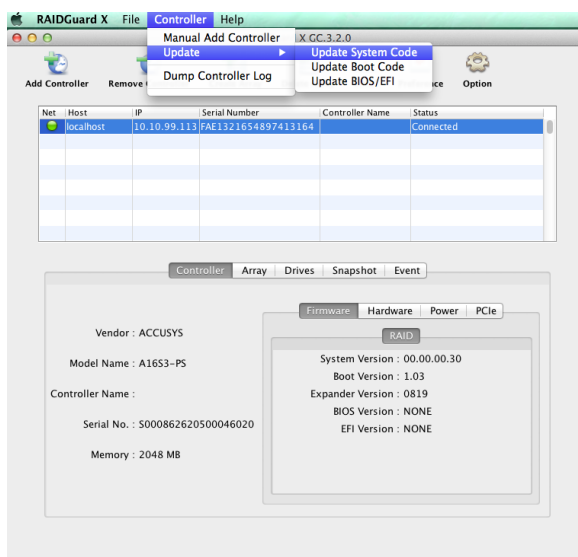 RAIDGuard X File Controller Help
Manual Add Controller
X GC.3.2.0
Update
Update System Code
Update Boot Code
Update BIOS/EFI
Dump Controller Log
Add Controller
Option
Net Host IP Serial Number Controller Name Status
localhost 10.10.99.113 FAE1321654897413164 Connected
Controller Array Drives Snapshot Event
Firmware Hardware Power PCIe
RAID
Vendor : ACCUSYS
Model Name : A16S3-PS
Controller Name :
Serial No. : S000862620500046020
Memory : 2048 MB
System Version : 00.00.00.30
Boot Version : 1.03
Expander Version : 0819
BIOS Version : NONE
EFI Version : NONE